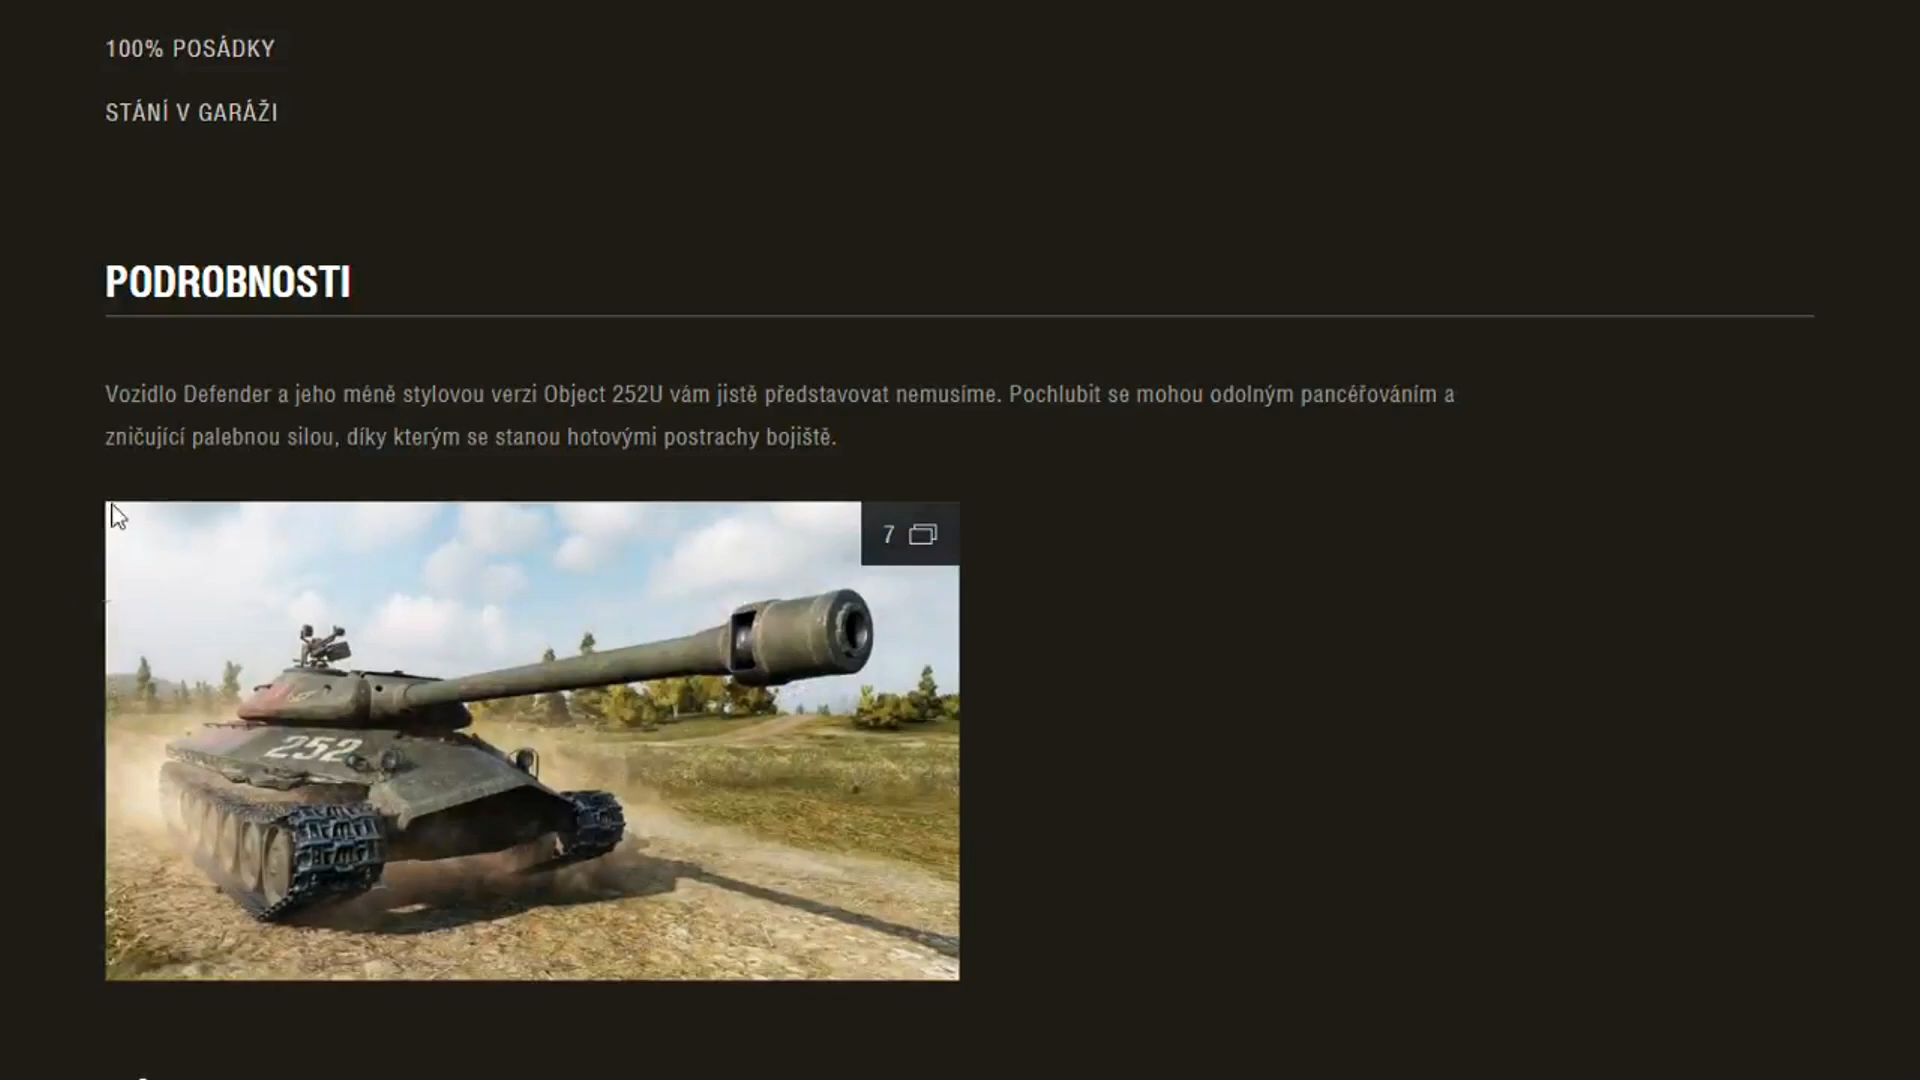 100% POSÁDKY
STÁNÍ V GARÁŽI
PODROBNOSTI
Vozidlo Defender a jeho méně stylovou verzi Object 252U vám jistě představovat nemusíme. Pochlubit se mohou odolným pancéřováním a
zničující palebnou silou, díky kterým se stanou hotovými postrachy bojiště.
7
252